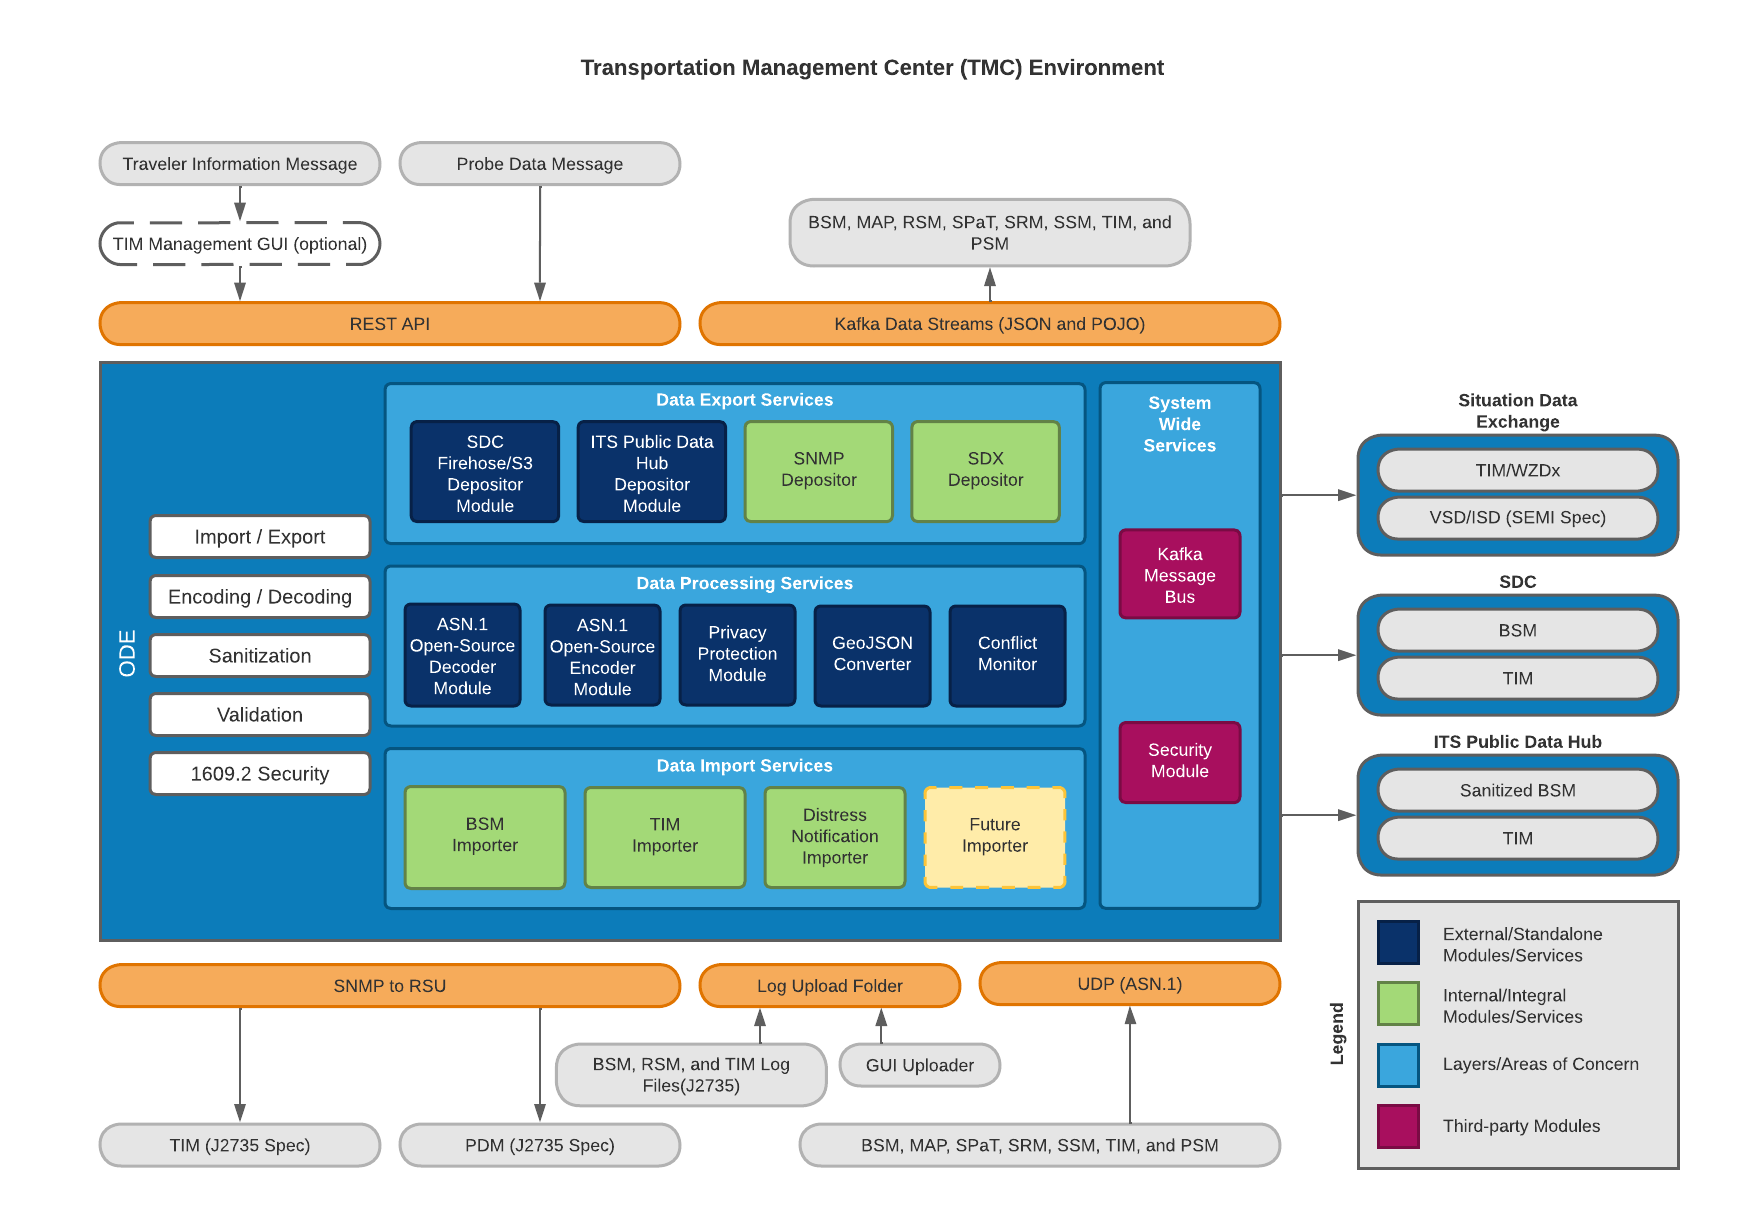 Transportation Management Center (TMC) Environment
Traveler Information Message
Probe Data Message
TIM Management GUI (optional)
BSM, MAP, RSM, SPaT, SRM, SSM, TIM, and
PSM
REST API
Kafka Data Streams (JSON and POJO)
ODE
Import / Export
Encoding / Decoding
Sanitization
Validation
1609.2 Security
Data Export Services
SDC
Firehose/S3
Depositor
Module
ITS Public Data
Hub
Depositor
Module
SNMP
Depositor
SDX
Depositor
Data Processing Services
ASN.1
Open-Source
Decoder
Module
ASN.1
Open-Source
Encoder
Module
Privacy
Protection
Module
GeoJSON
Converter
Conflict
Monitor
Data Import Services
BSM
Importer
TIM
Importer
Distress
Notification
Importer
Future
Importer
System
Wide
Services
Kafka
Message
Bus
Security
Module
Situation Data
Exchange
TIM/WZDx
VSD/ISD (SEMI Spec)
SDC
BSM
TIM
ITS Public Data Hub
Sanitized BSM
TIM
SNMP to RSU
Log Upload Folder
UDP (ASN.1)
BSM, RSM, and TIM Log
Files(J2735)
GUI Uploader
TIM (J2735 Spec)
PDM (J2735 Spec)
BSM, MAP, SPaT, SRM, SSM, TIM, and PSM
Legend
External/Standalone
Modules/Services
Internal/Integral
Modules/Services
Layers/Areas of Concern
Third-party Modules